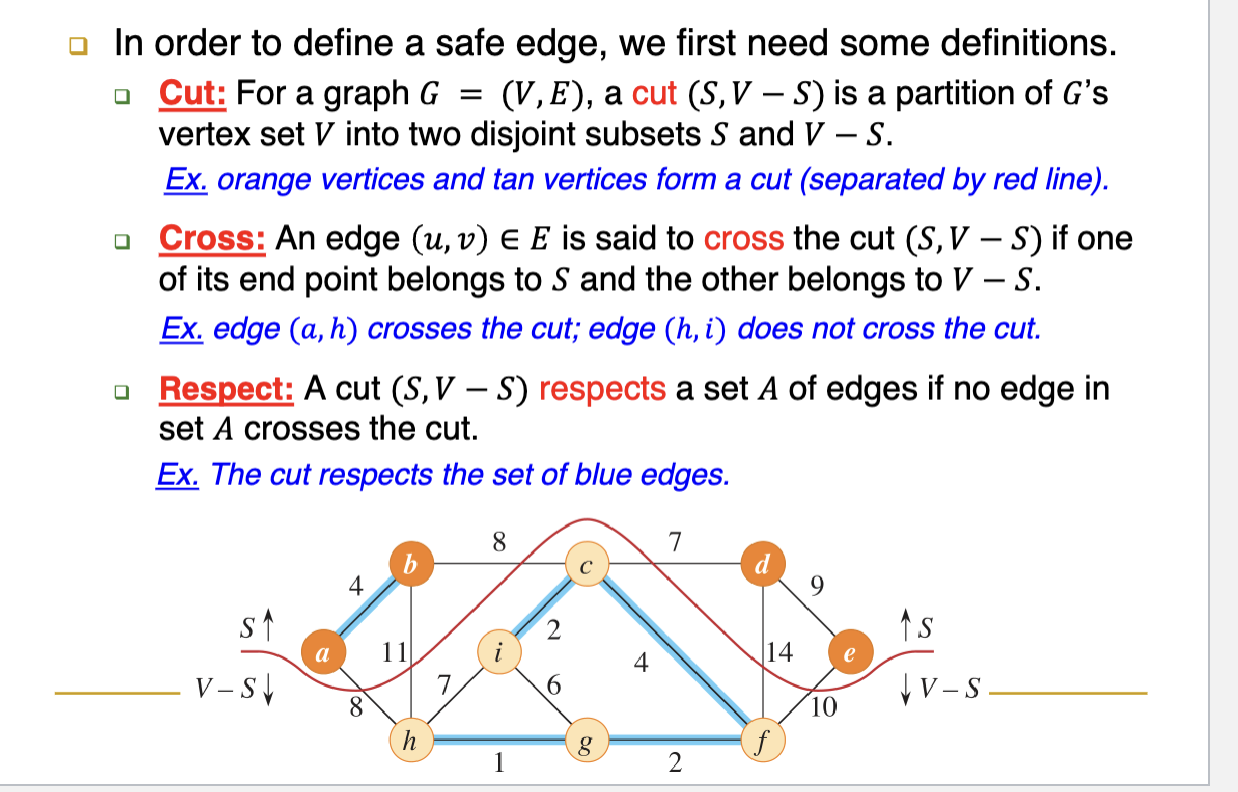 In order to define a safe edge, we first need some definitions.
Cut: For a graph G = (V, E), a cut (S, V − S) is a partition of G's
vertex set V into two disjoint subsets S and V − S.
Ex. orange vertices and tan vertices form a cut (separated by red line).
Cross: An edge (u, v) ∈ E is said to cross the cut (S, V − S) if one
of its end point belongs to S and the other belongs to V − S.
Ex. edge (a, h) crosses the cut; edge (h, i) does not cross the cut.
Respect: A cut (S, V − S) respects a set A of edges if no edge in
set A crosses the cut.
Ex. The cut respects the set of blue edges.
8 7
b c d
4 9
S↑ 2 ↑S
a 11 i 4 14 e
V−S↓ 7 6 ↓V−S
8 10
h g f
1 2